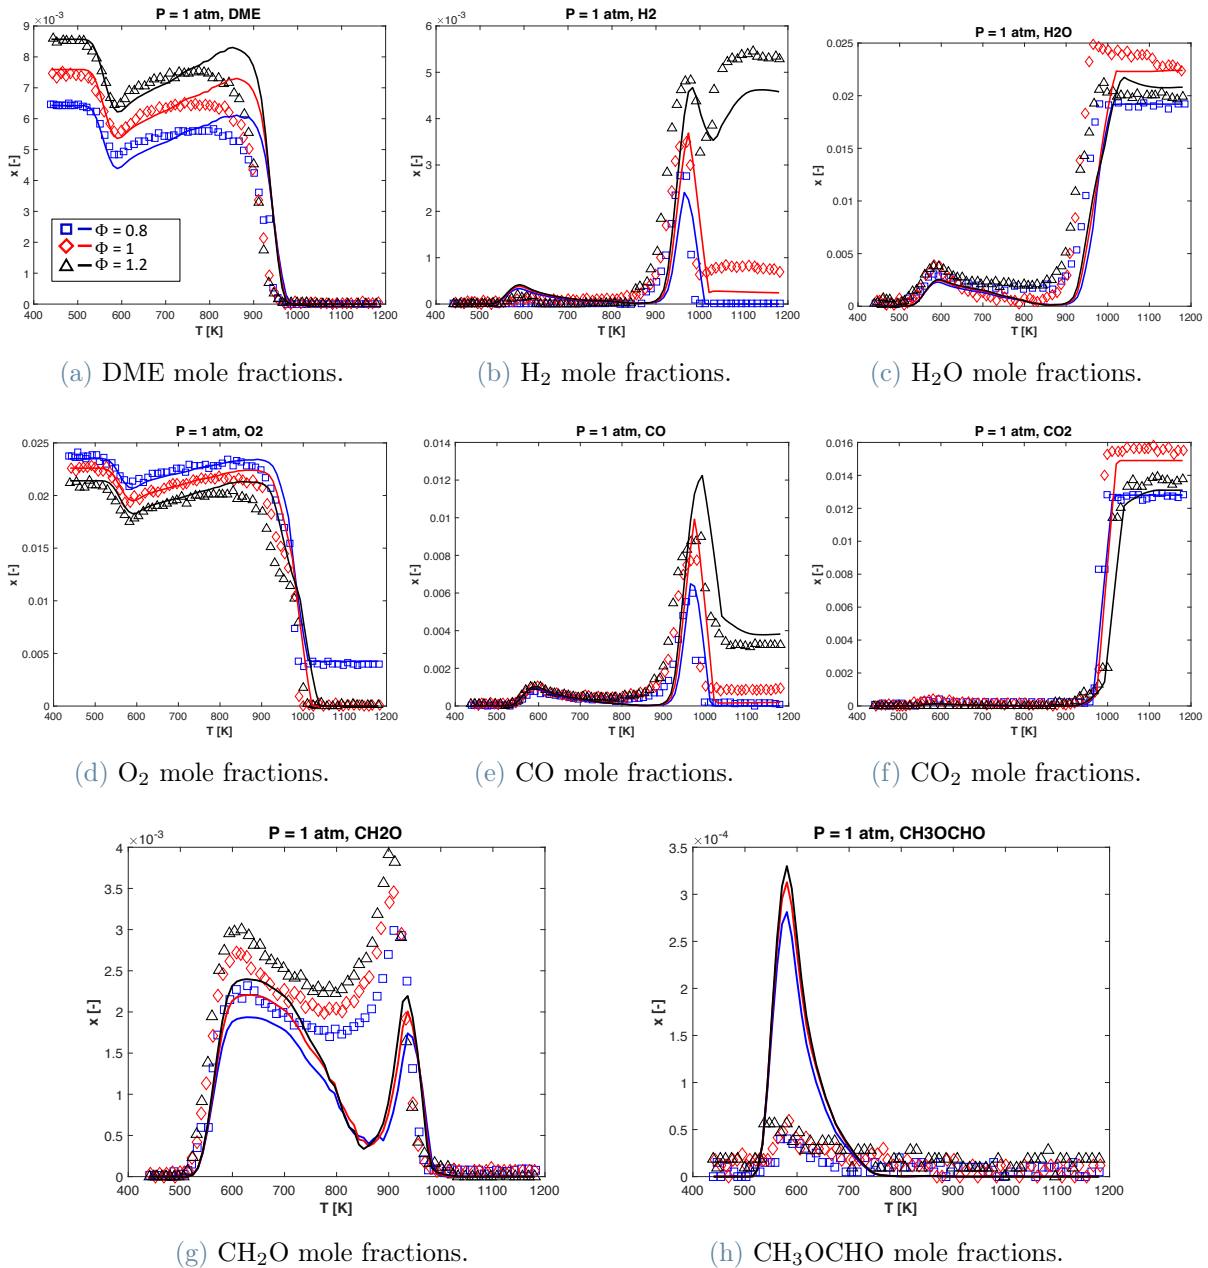 P = 1 atm, DME
×10⁻³
9
8
7
6
5
4
3
2
1
0
x [-]
400 500 600 700 800 900 1000 1100 1200
T [K]
Φ = 0.8
Φ = 1
Φ = 1.2
(a) DME mole fractions.
P = 1 atm, H2
×10⁻³
6
5
4
3
2
1
0
x [-]
400 500 600 700 800 900 1000 1100 1200
T [K]
(b) H₂ mole fractions.
P = 1 atm, H2O
0.025
0.02
0.015
0.01
0.005
0
x [-]
400 500 600 700 800 900 1000 1100 1200
T [K]
(c) H₂O mole fractions.
P = 1 atm, O2
0.025
0.02
0.015
0.01
0.005
0
x [-]
400 500 600 700 800 900 1000 1100 1200
T [K]
(d) O₂ mole fractions.
P = 1 atm, CO
0.014
0.012
0.01
0.008
0.006
0.004
0.002
0
x [-]
400 500 600 700 800 900 1000 1100 1200
T [K]
(e) CO mole fractions.
P = 1 atm, CO2
0.016
0.014
0.012
0.01
0.008
0.006
0.004
0.002
0
x [-]
400 500 600 700 800 900 1000 1100 1200
T [K]
(f) CO₂ mole fractions.
P = 1 atm, CH2O
×10⁻³
4
3.5
3
2.5
2
1.5
1
0.5
0
x [-]
400 500 600 700 800 900 1000 1100 1200
T [K]
(g) CH₂O mole fractions.
P = 1 atm, CH3OCHO
×10⁻⁴
3.5
3
2.5
2
1.5
1
0.5
0
x [-]
400 500 600 700 800 900 1000 1100 1200
T [K]
(h) CH₃OCHO mole fractions.